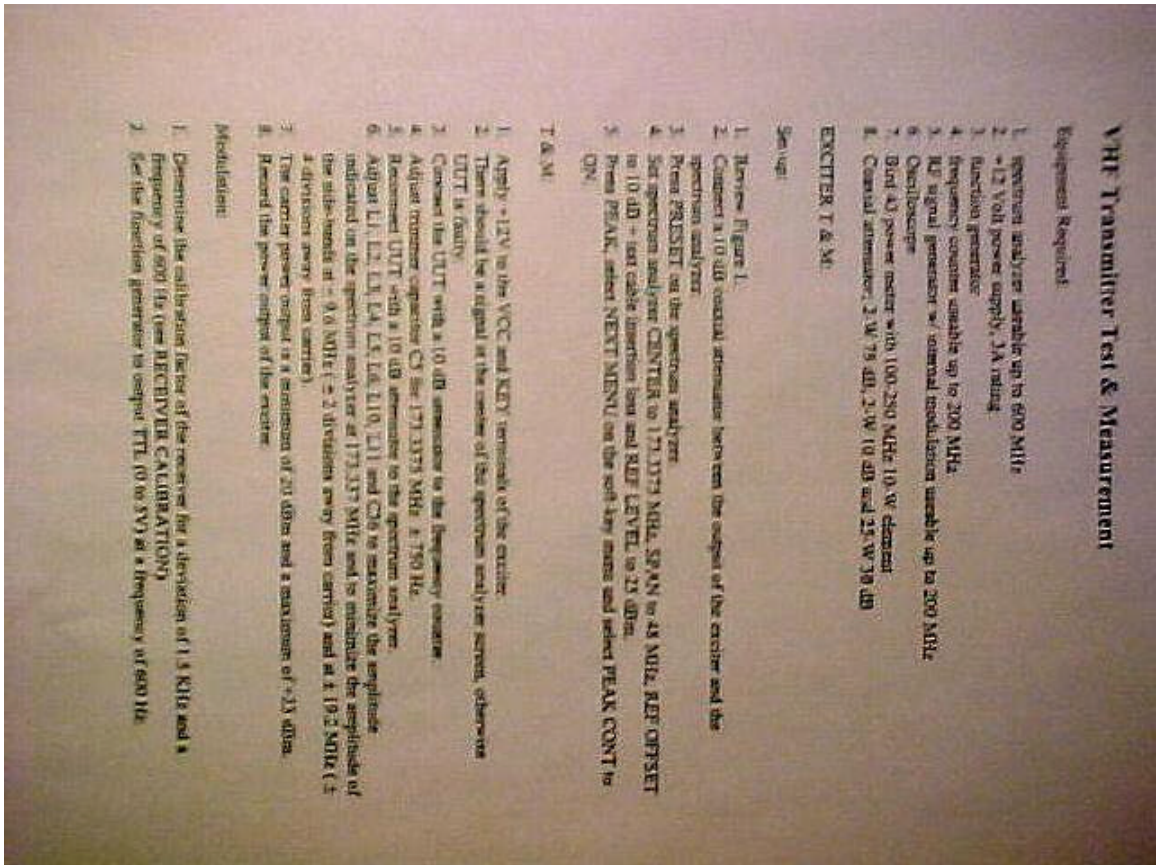 VHF Transmitter Test & Measurement
Equipment Required:
1. spectrum analyzer useable up to 600 MHz
2. +12 Volt power supply, 3A rating
3. function generator
4. frequency counter useable up to 200 MHz
5. RF signal generator w/ internal modulation useable up to 200 MHz
6. Oscilloscope
7. Bird 43 power meter with 100-250 MHz 10-W element
8. Coaxial attenuator, 2-W 75 dB, 2-W 10 dB and 25-W 30 dB
EXCITER T & M:
Set-up:
1. Review Figure 1.
2. Connect a 10 dB coaxial attenuator between the output of the exciter and the
spectrum analyzer.
3. Press PRESET on the spectrum analyzer.
4. Set spectrum analyzer CENTER to 173.3375 MHz, SPAN to 48 MHz, REF OFFSET
to 10 dB + test cable insertion loss and REF LEVEL to 25 dBm.
5. Press PEAK, select NEXT MENU on the soft-key menu and select PEAK CONT to
ON.
T & M:
1. Apply +12V to the VCC and KEY terminals of the exciter.
2. There should be a signal at the center of the spectrum analyzer screen, otherwise
UUT is faulty.
3. Connect the UUT with a 10 dB attenuator to the frequency counter.
4. Adjust trimmer capacitor C5 for 173.3375 MHz ± 750 Hz.
5. Reconnect UUT with a 10 dB attenuator to the spectrum analyzer.
6. Adjust L1, L2, L3, L4, L5, L6, L10, L11 and C36 to maximize the amplitude
indicated on the spectrum analyzer at 173.337 MHz and to minimize the amplitude of
the side-bands at ± 9.6 MHz ( ± 2 divisions away from carrier) and at ± 19.2 MHz ( ±
4 divisions away from carrier)
7. The carrier power output is a minimum of 20 dBm and a maximum of +23 dBm.
8. Record the power output of the exciter.
Modulation:
1. Determine the calibration factor of the receiver for a deviation of 1.5 KHz and a
frequency of 600 Hz (see RECEIVER CALIBRATION)
2. Set the function generator to output TTL (0 to 5V) at a frequency of 600 Hz.